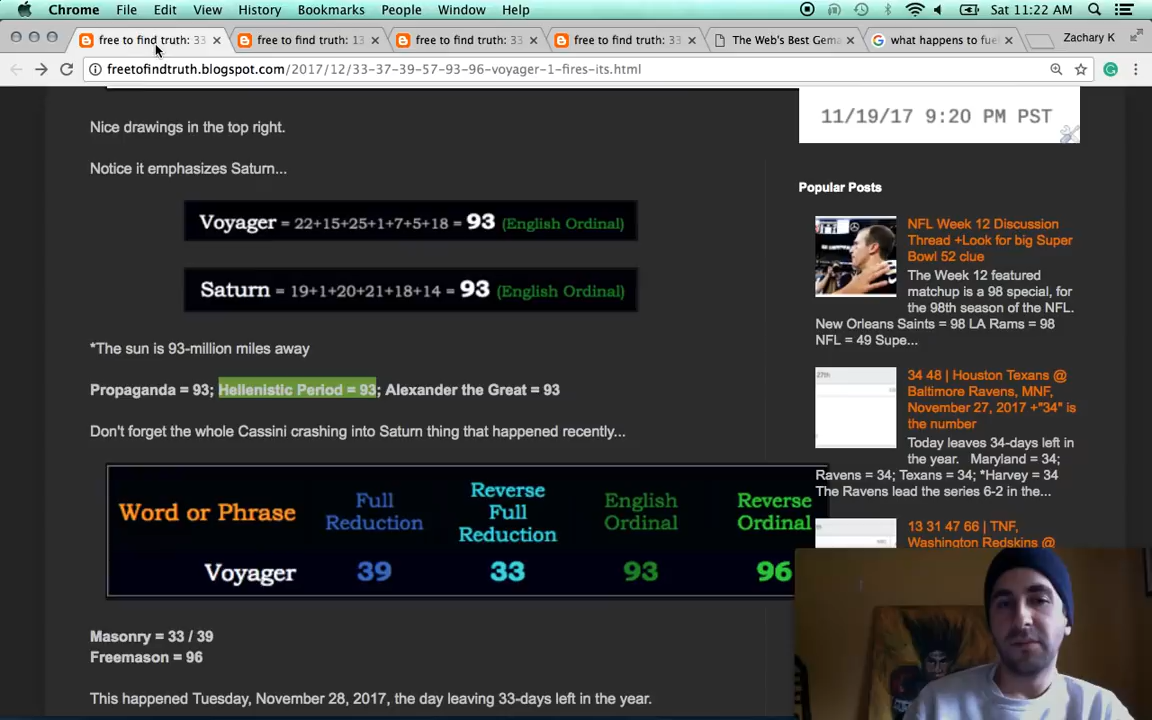 Chrome File Edit View History Bookmarks People Window Help Sat 11:22 AM
free to find truth: 33 free to find truth: 13 free to find truth: 33 free to find truth: 33 The Web's Best Gema what happens to fue Zachary K
freetofindtruth.blogspot.com/2017/12/33-37-39-57-93-96-voyager-1-fires-its.html
Nice drawings in the top right.
Notice it emphasizes Saturn...
Voyager = 22+15+25+1+7+5+18 = 93 (English Ordinal)
Saturn = 19+1+20+21+18+14 = 93 (English Ordinal)
*The sun is 93-million miles away
Propaganda = 93; Hellenistic Period = 93; Alexander the Great = 93
Don't forget the whole Cassini crashing into Saturn thing that happened recently...
Word or Phrase Full Reduction Reverse Full Reduction English Ordinal Reverse Ordinal
Voyager 39 33 93 96
Masonry = 33 / 39
Freemason = 96
This happened Tuesday, November 28, 2017, the day leaving 33-days left in the year.
11/19/17 9:20 PM PST
Popular Posts
NFL Week 12 Discussion
Thread +Look for big Super
Bowl 52 clue
The Week 12 featured
matchup is a 98 special, for
the 98th season of the NFL.
New Orleans Saints = 98 LA Rams = 98
NFL = 49 Supe...
34 48 | Houston Texans @
Baltimore Ravens, MNF,
November 27, 2017 +"34" is
the number
Today leaves 34-days left in
the year. Maryland = 34;
Ravens = 34; Texans = 34; *Harvey = 34
The Ravens lead the series 6-2 in the...
13 31 47 66 | TNF,
Washington Redskins @